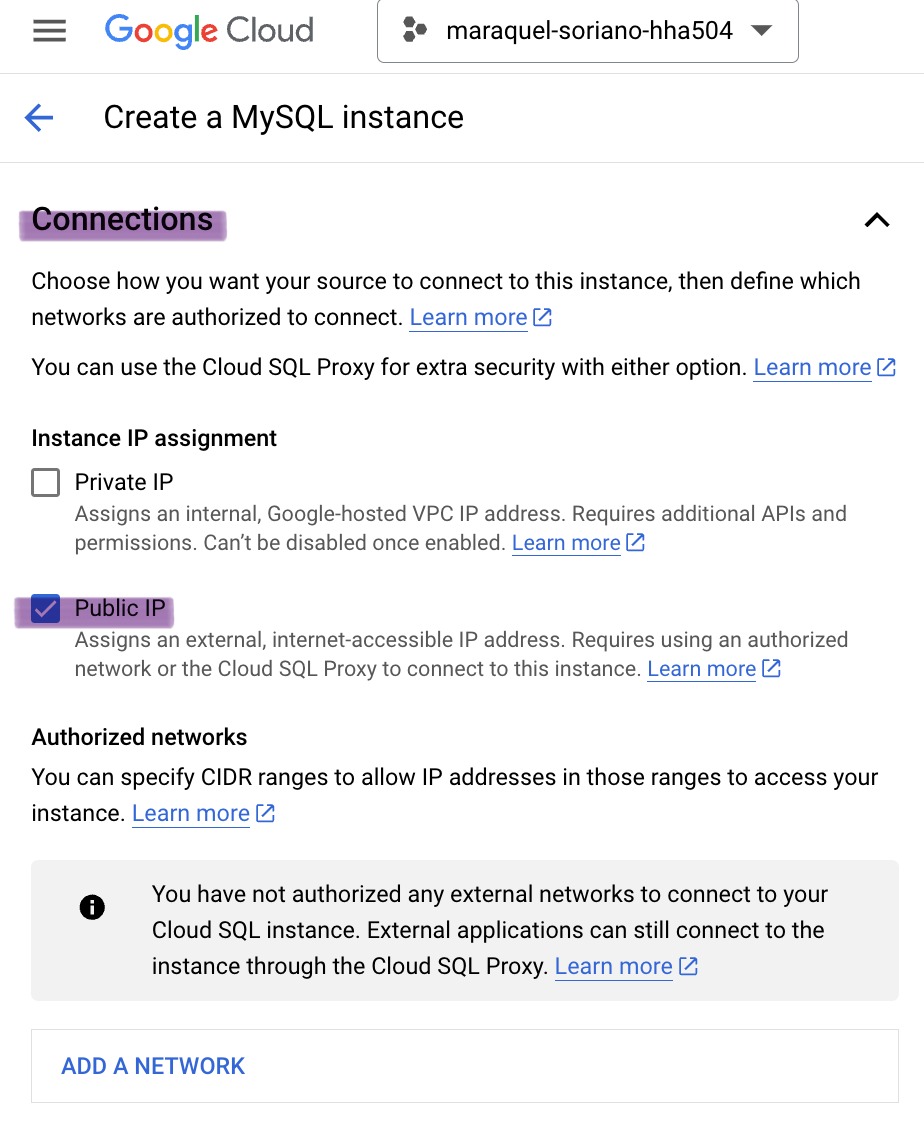 Google Cloud
maraquel-soriano-hha504
Create a MySQL instance
Connections
Choose how you want your source to connect to this instance, then define which
networks are authorized to connect. Learn more
You can use the Cloud SQL Proxy for extra security with either option. Learn more
Instance IP assignment
Private IP
Assigns an internal, Google-hosted VPC IP address. Requires additional APIs and
permissions. Can’t be disabled once enabled. Learn more
Public IP
Assigns an external, internet-accessible IP address. Requires using an authorized
network or the Cloud SQL Proxy to connect to this instance. Learn more
Authorized networks
You can specify CIDR ranges to allow IP addresses in those ranges to access your
instance. Learn more
You have not authorized any external networks to connect to your
Cloud SQL instance. External applications can still connect to the
instance through the Cloud SQL Proxy. Learn more
ADD A NETWORK